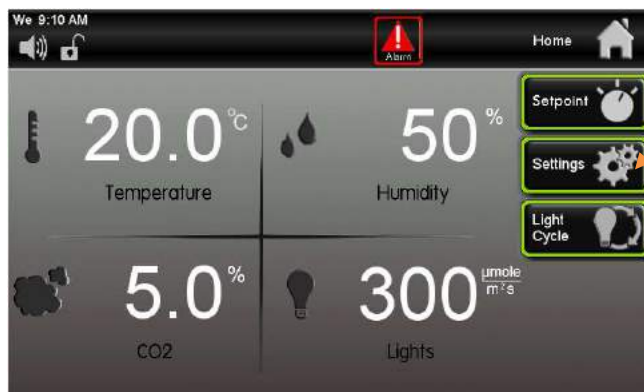 We 9:10 AM
Alarm
Home
20.0 °C
Temperature
50 %
Humidity
Setpoint
Settings
Light
Cycle
5.0 %
CO2
300 µmole
m²s
Lights